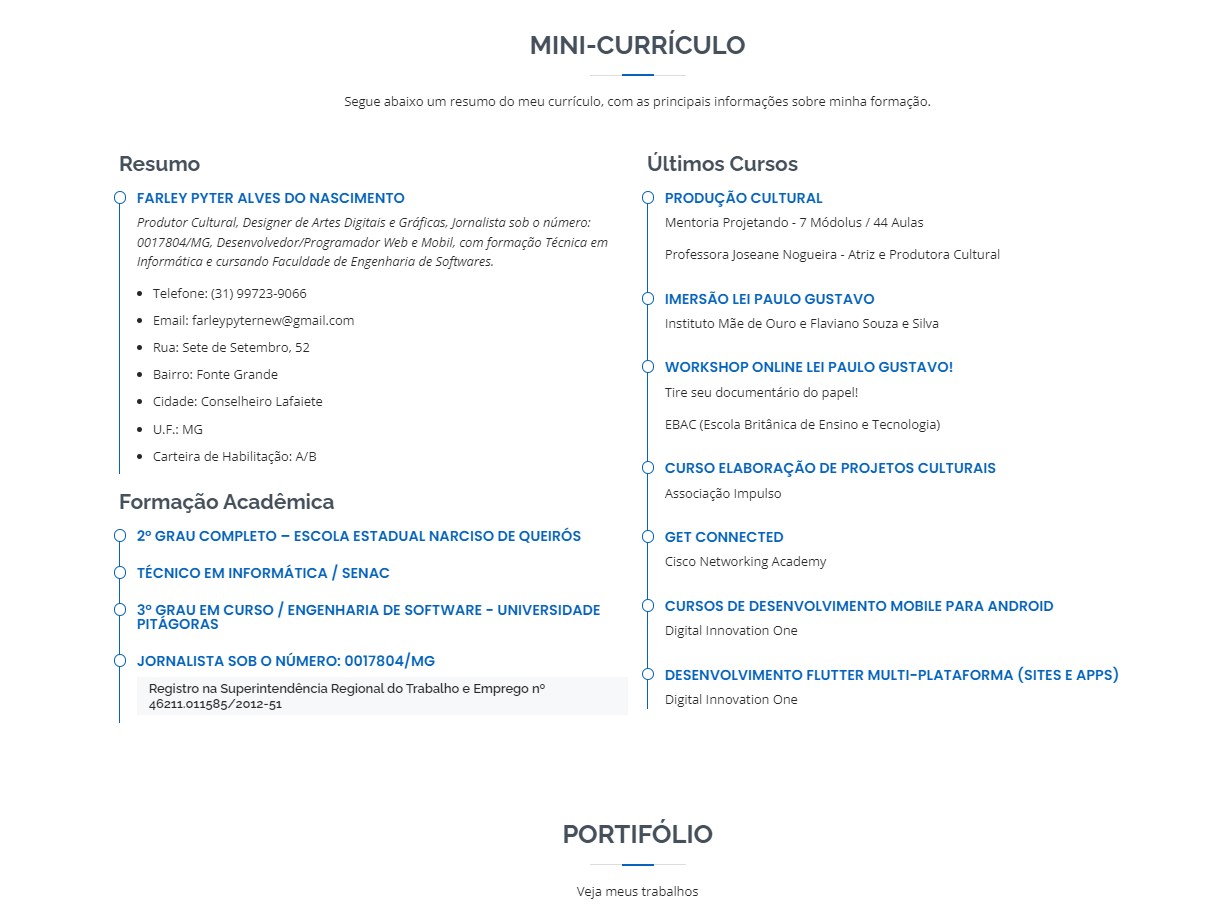 MINI-CURRÍCULO
Segue abaixo um resumo do meu currículo, com as principais informações sobre minha formação.
Resumo
FARLEY PYTER ALVES DO NASCIMENTO
Produtor Cultural, Designer de Artes Digitais e Gráficas, Jornalista sob o número:
0017804/MG, Desenvolvedor/Programador Web e Mobil, com formação Técnica em
Informática e cursando Faculdade de Engenharia de Softwares.
Telefone: (31) 99723-9066
Email: farleypyternew@gmail.com
Rua: Sete de Setembro, 52
Bairro: Fonte Grande
Cidade: Conselheiro Lafaiete
U.F.: MG
Carteira de Habilitação: A/B
Formação Acadêmica
2º GRAU COMPLETO – ESCOLA ESTADUAL NARCISO DE QUEIRÓS
TÉCNICO EM INFORMÁTICA / SENAC
3º GRAU EM CURSO / ENGENHARIA DE SOFTWARE - UNIVERSIDADE
PITÁGORAS
JORNALISTA SOB O NÚMERO: 0017804/MG
Registro na Superintendência Regional do Trabalho e Emprego nº
46211.011585/2012-51
Últimos Cursos
PRODUÇÃO CULTURAL
Mentoria Projetando - 7 Módolus / 44 Aulas
Professora Joseane Nogueira - Atriz e Produtora Cultural
IMERSÃO LEI PAULO GUSTAVO
Instituto Mãe de Ouro e Flaviano Souza e Silva
WORKSHOP ONLINE LEI PAULO GUSTAVO!
Tire seu documentário do papel!
EBAC (Escola Britânica de Ensino e Tecnologia)
CURSO ELABORAÇÃO DE PROJETOS CULTURAIS
Associação Impulso
GET CONNECTED
Cisco Networking Academy
CURSOS DE DESENVOLVIMENTO MOBILE PARA ANDROID
Digital Innovation One
DESENVOLVIMENTO FLUTTER MULTI-PLATAFORMA (SITES E APPS)
Digital Innovation One
PORTIFÓLIO
Veja meus trabalhos